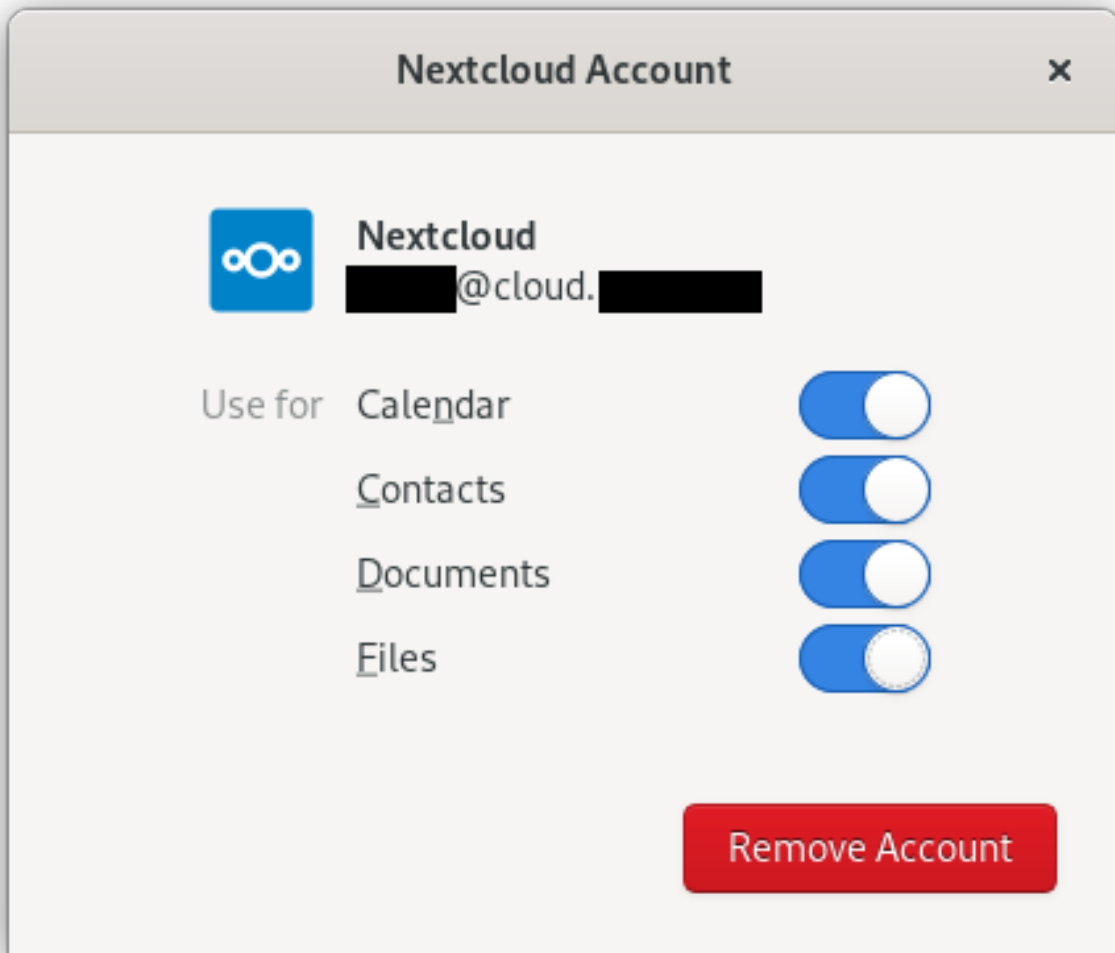 Nextcloud Account
Nextcloud
@cloud.
Use for Calendar
Contacts
Documents
Files
Remove Account